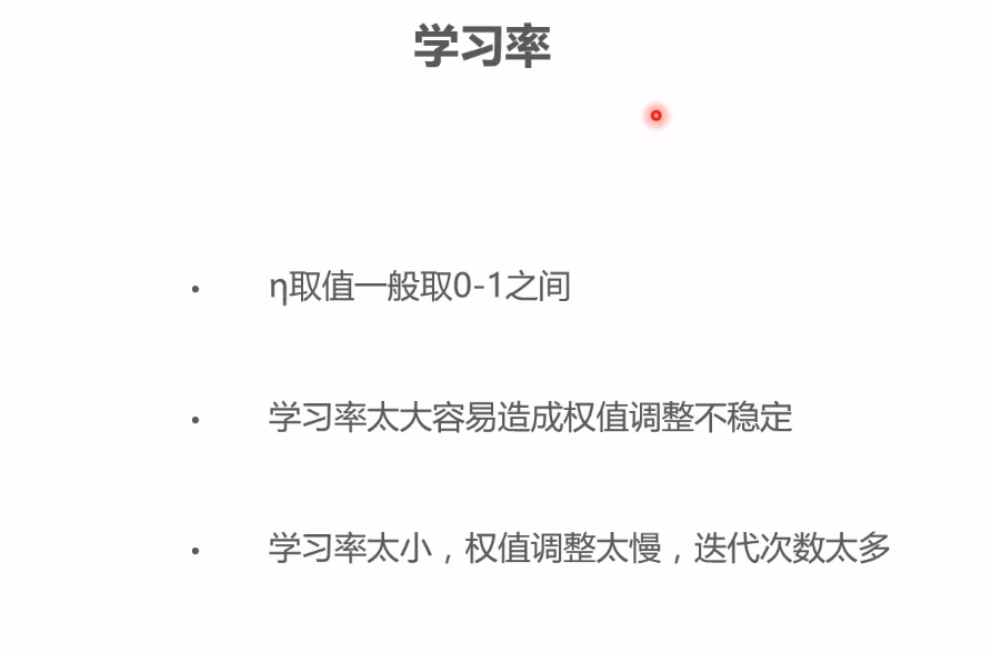 学习率
• η取值一般取0-1之间
• 学习率太大容易造成权值调整不稳定
• 学习率太小，权值调整太慢，迭代次数太多